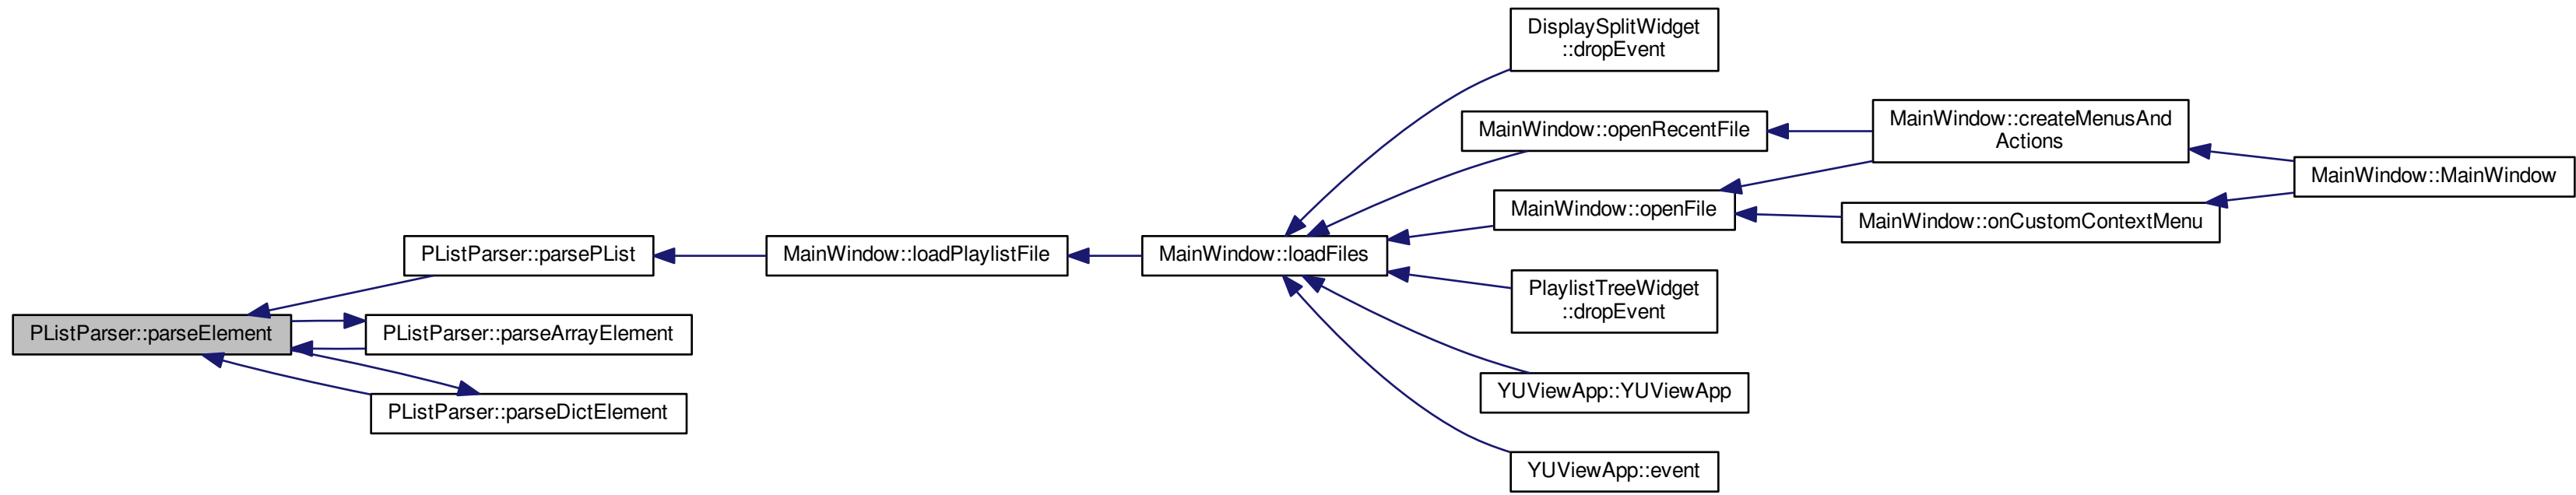 DisplaySplitWidget
::dropEvent
MainWindow::openRecentFile
MainWindow::createMenusAnd
Actions
MainWindow::MainWindow
MainWindow::openFile
MainWindow::onCustomContextMenu
PListParser::parsePList
MainWindow::loadPlaylistFile
MainWindow::loadFiles
PlaylistTreeWidget
::dropEvent
PListParser::parseElement
PListParser::parseArrayElement
YUViewApp::YUViewApp
PListParser::parseDictElement
YUViewApp::event